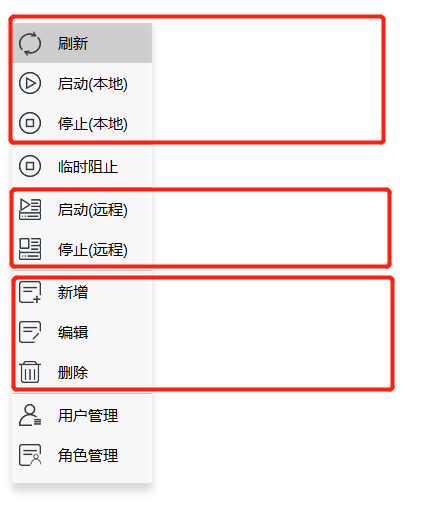 刷新
启动(本地)
停止(本地)
临时阻止
启动(远程)
停止(远程)
新增
编辑
删除
用户管理
角色管理